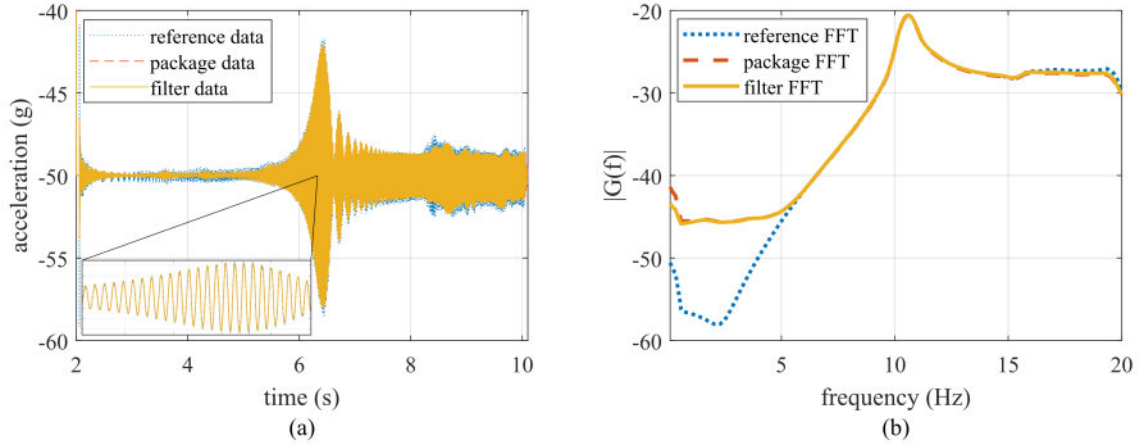 reference data
package data
filter data
-40
-45
-50
-55
-60
acceleration (g)
2
4
6
8
10
time (s)
(a)
reference FFT
package FFT
filter FFT
-20
-30
-40
-50
-60
|G(f)|
5
10
15
20
frequency (Hz)
(b)